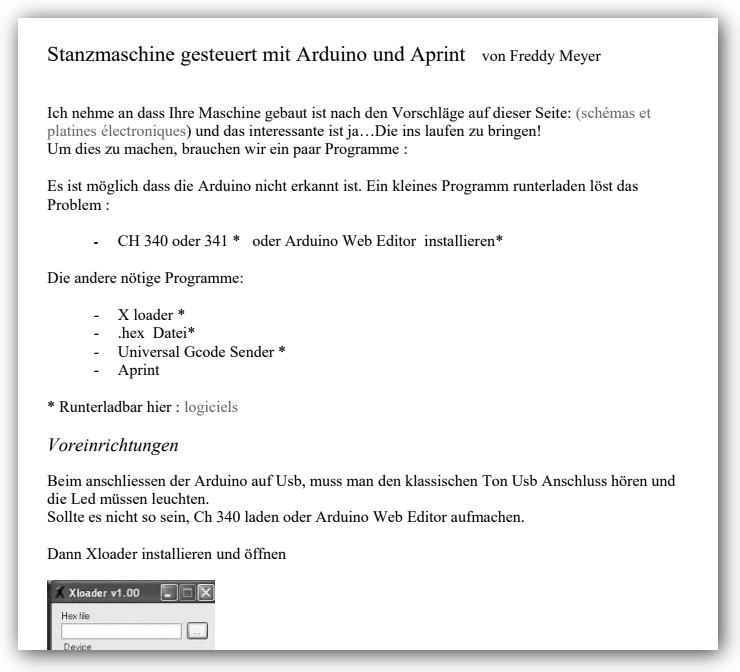 Stanzmaschine gesteuert mit Arduino und Aprint   von Freddy Meyer
Ich nehme an dass Ihre Maschine gebaut ist nach den Vorschläge auf dieser Seite: (schémas et
platines électroniques) und das interessante ist ja…Die ins laufen zu bringen!
Um dies zu machen, brauchen wir ein paar Programme :
Es ist möglich dass die Arduino nicht erkannt ist. Ein kleines Programm runterladen löst das
Problem :
- CH 340 oder 341 *   oder Arduino Web Editor  installieren*
Die andere nötige Programme:
- X loader *
- .hex  Datei*
- Universal Gcode Sender *
- Aprint
* Runterladbar hier : logiciels
Voreinrichtungen
Beim anschliessen der Arduino auf Usb, muss man den klassischen Ton Usb Anschluss hören und
die Led müssen leuchten.
Sollte es nicht so sein, Ch 340 laden oder Arduino Web Editor aufmachen.
Dann Xloader installieren und öffnen
Xloader v1.00
Hex file
...
Device